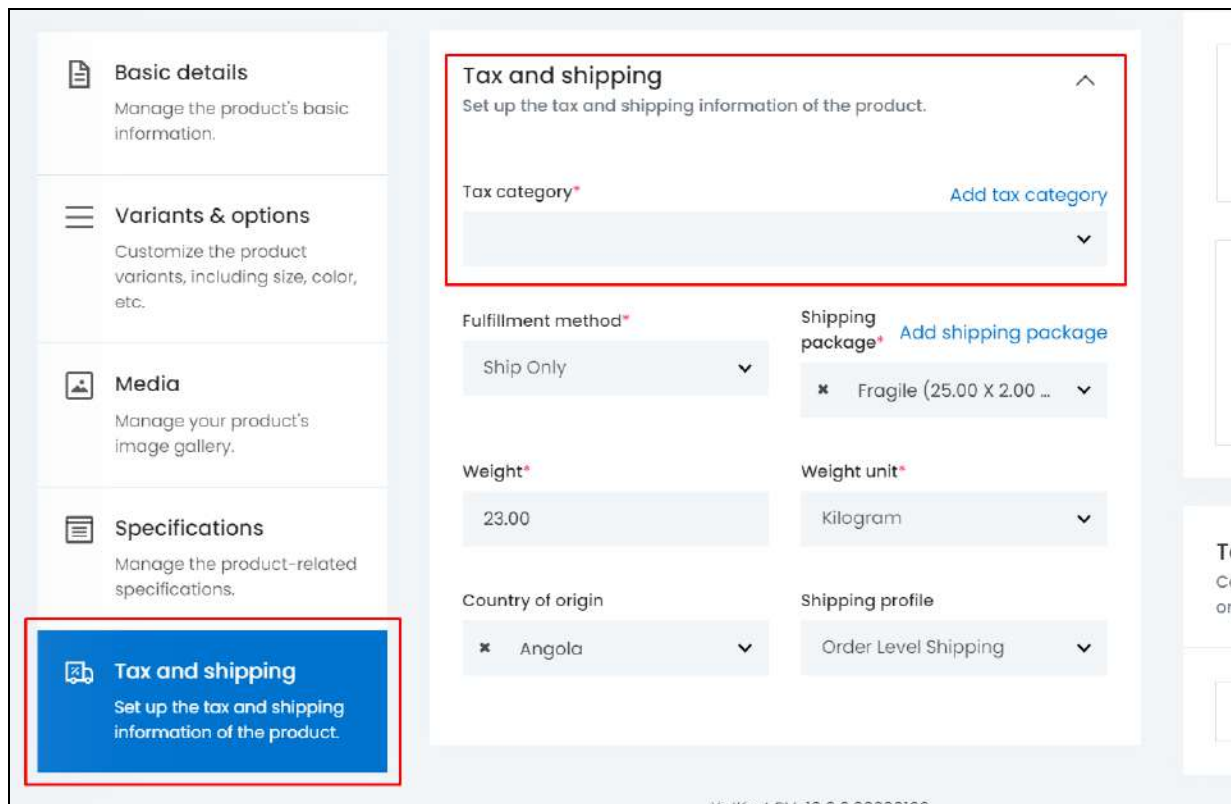 Basic details
Manage the product's basic
information.
Variants & options
Customize the product
variants, including size, color,
etc.
Media
Manage your product's
image gallery.
Specifications
Manage the product-related
specifications.
Tax and shipping
Set up the tax and shipping
information of the product.
Tax and shipping
Set up the tax and shipping information of the product.
Tax category*
Add tax category
Fulfillment method*
Shipping
package*
Add shipping package
Ship Only
Fragile (25.00 X 2.00 ...
Weight*
Weight unit*
23.00
Kilogram
Country of origin
Shipping profile
Angola
Order Level Shipping